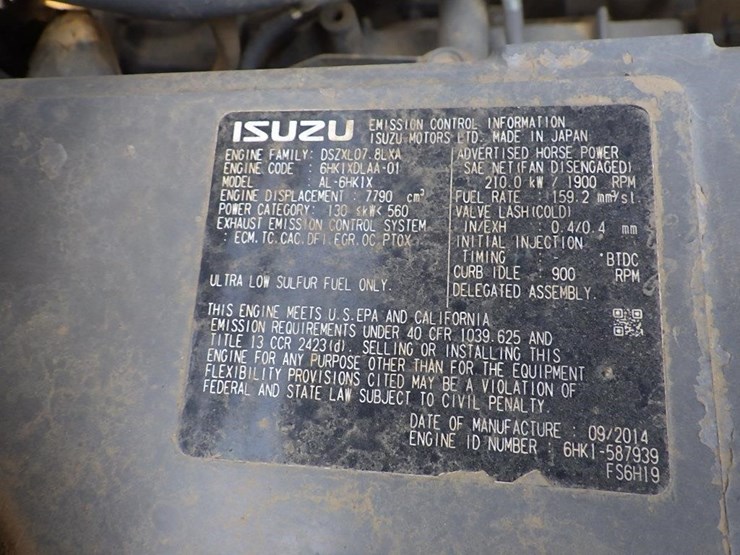 ISUZU EMISSION CONTROL INFORMATION
ISUZU MOTORS LTD. MADE IN JAPAN
ENGINE FAMILY: DSZXL07.8LXA
ENGINE CODE : 6HK1XDLAA-01
MODEL : AL-6HK1X
ENGINE DISPLACEMENT : 7790 cm³
POWER CATEGORY: 130 ≤kW< 560
EXHAUST EMISSION CONTROL SYSTEM
: ECM, TC, CAC, DFI, EGR, OC, PTOX
ULTRA LOW SULFUR FUEL ONLY.
ADVERTISED HORSE POWER
SAE NET(FAN DISENGAGED)
210.0 kW / 1900 RPM
FUEL RATE : 159.2 mm³/st
VALVE LASH(COLD)
IN/EXH : 0.4/0.4 mm
INITIAL INJECTION
TIMING : - °BTDC
CURB IDLE : 900 RPM
DELEGATED ASSEMBLY.
THIS ENGINE MEETS U.S.EPA AND CALIFORNIA
EMISSION REQUIREMENTS UNDER 40 CFR 1039.625 AND
TITLE 13 CCR 2423(d). SELLING OR INSTALLING THIS
ENGINE FOR ANY PURPOSE OTHER THAN FOR THE EQUIPMENT
FLEXIBILITY PROVISIONS CITED MAY BE A VIOLATION OF
FEDERAL AND STATE LAW SUBJECT TO CIVIL PENALTY.
DATE OF MANUFACTURE : 09/2014
ENGINE ID NUMBER : 6HK1-587939
FS6H19